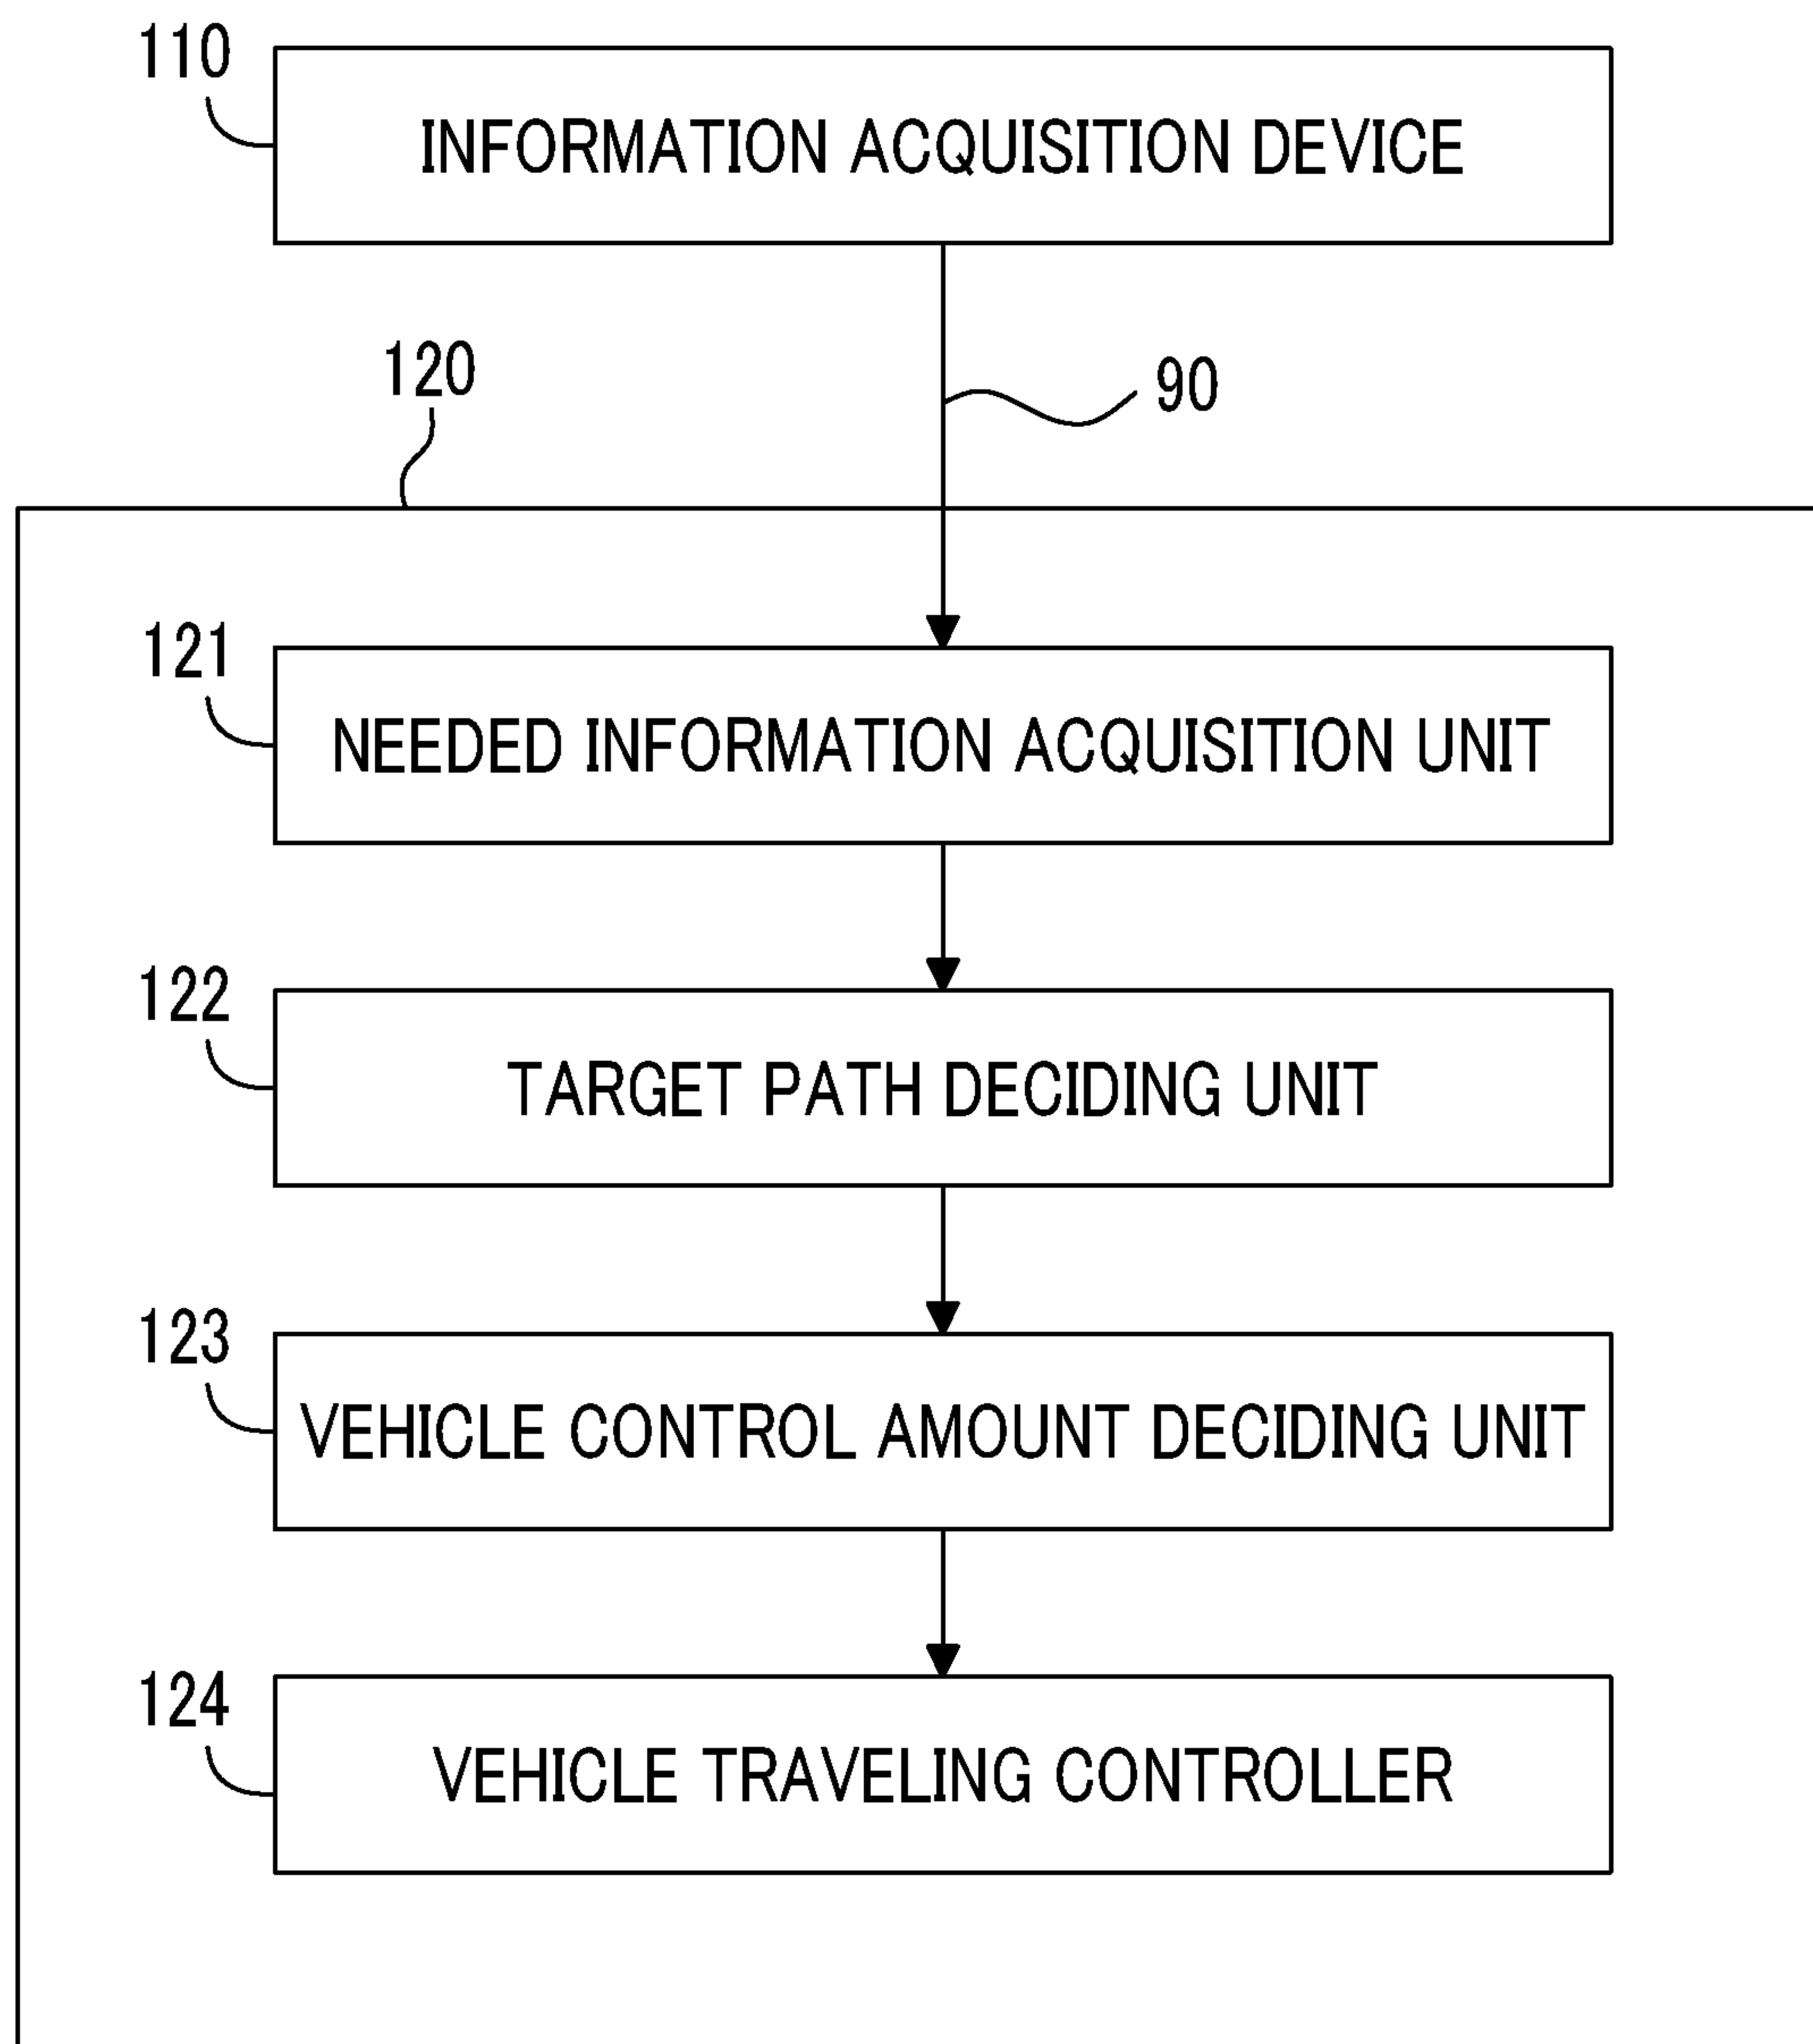 110
INFORMATION ACQUISITION DEVICE
120
90
121
NEEDED INFORMATION ACQUISITION UNIT
122
TARGET PATH DECIDING UNIT
123
VEHICLE CONTROL AMOUNT DECIDING UNIT
124
VEHICLE TRAVELING CONTROLLER